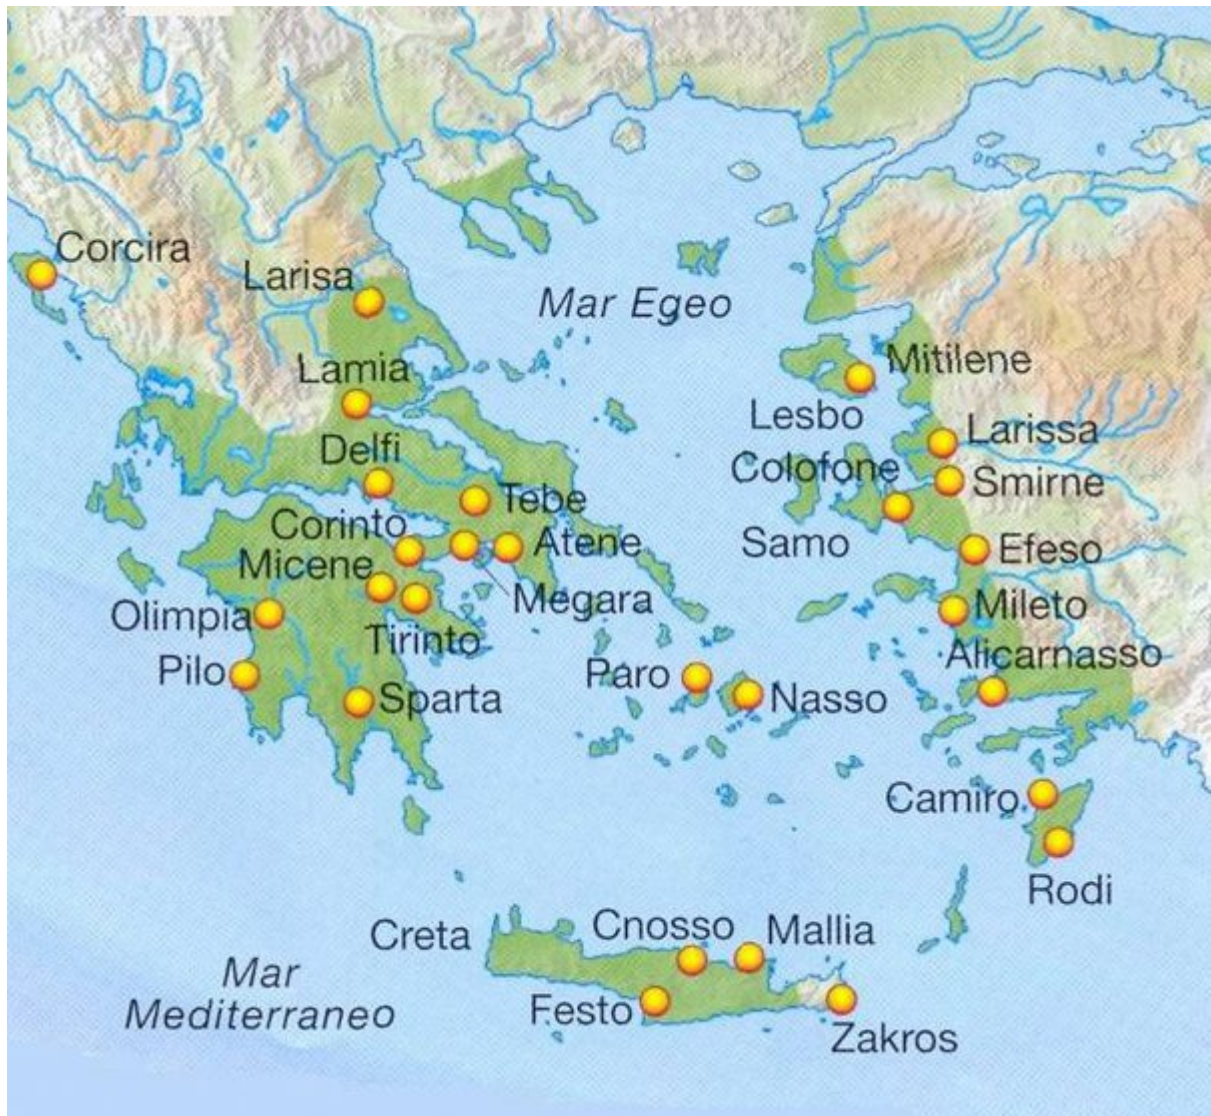 Corcira
Larisa
Mar Egeo
Lamia
Mitilene
Lesbo
Larissa
Delfi
Colofone
Smirne
Tebe
Corinto
Atene
Samo
Efeso
Micene
Megara
Mileto
Olimpia
Tirinto
Alicarnasso
Pilo
Paro
Sparta
Nasso
Camiro
Rodi
Creta
Cnosso
Mallia
Mar
Mediterraneo
Festo
Zakros